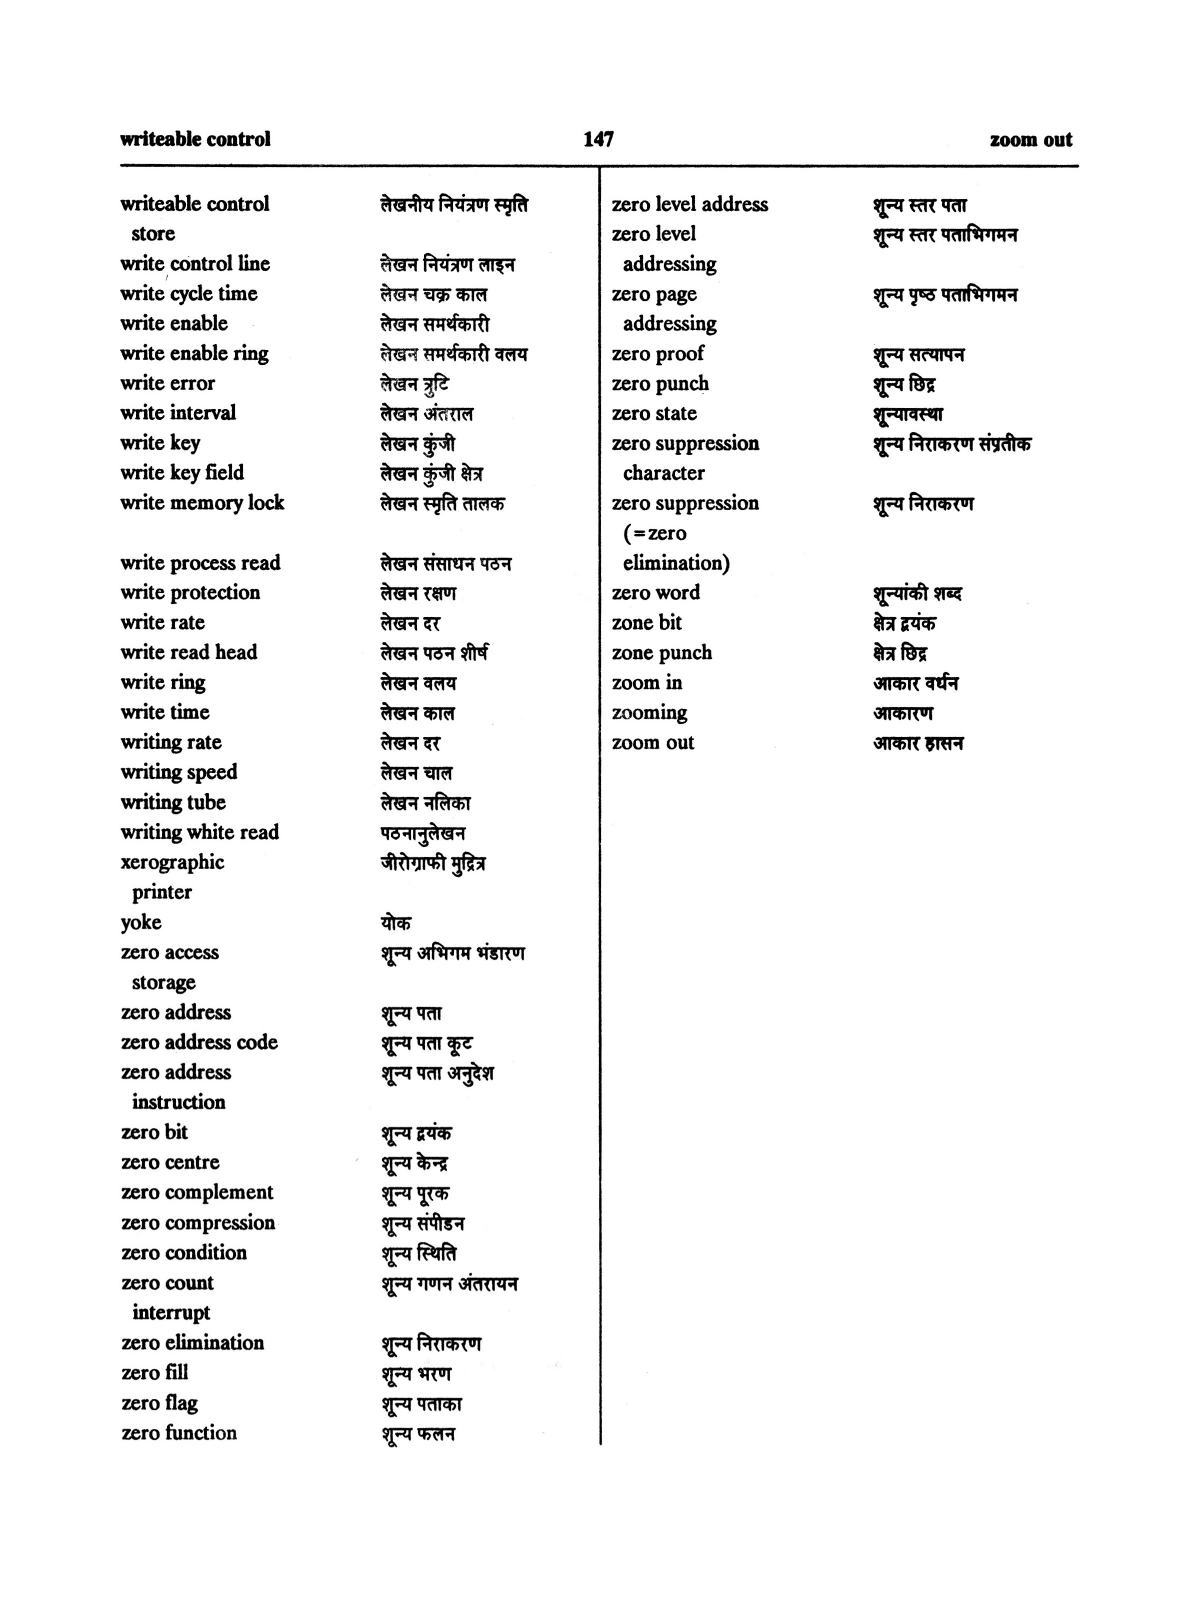 writeable control 147 zoom out
writeable control लेखनीय नियंत्रण स्मृति
store
write control line लेखन नियंत्रण लाइन
write cycle time लेखन चक्र काल
write enable लेखन समर्थकारी
write enable ring लेखन समर्थकारी वलय
write error लेखन त्रुटि
write interval लेखन अंतराल
write key लेखन कुंजी
write key field लेखन कुंजी क्षेत्र
write memory lock लेखन स्मृति तालक
write process read लेखन संसाधन पठन
write protection लेखन रक्षण
write rate लेखन दर
write read head लेखन पठन शीर्ष
write ring लेखन वलय
write time लेखन काल
writing rate लेखन दर
writing speed लेखन चाल
writing tube लेखन नलिका
writing white read पठनानुलेखन
xerographic जीरोग्राफी मुद्रित्र
printer
yoke योक
zero access शून्य अभिगम भंडारण
storage
zero address शून्य पता
zero address code शून्य पता कूट
zero address शून्य पता अनुदेश
instruction
zero bit शून्य द्वयंक
zero centre शून्य केन्द्र
zero complement शून्य पूरक
zero compression शून्य संपीडन
zero condition शून्य स्थिति
zero count शून्य गणन अंतरायन
interrupt
zero elimination शून्य निराकरण
zero fill शून्य भरण
zero flag शून्य पताका
zero function शून्य फलन
zero level address शून्य स्तर पता
zero level शून्य स्तर पताभिगमन
addressing
zero page शून्य पृष्ठ पताभिगमन
addressing
zero proof शून्य सत्यापन
zero punch शून्य छिद्र
zero state शून्यावस्था
zero suppression शून्य निराकरण संप्रतीक
character
zero suppression शून्य निराकरण
(=zero
elimination)
zero word शून्यांकी शब्द
zone bit क्षेत्र द्वयंक
zone punch क्षेत्र छिद्र
zoom in आकार वर्धन
zooming आकारण
zoom out आकार ह्रासन